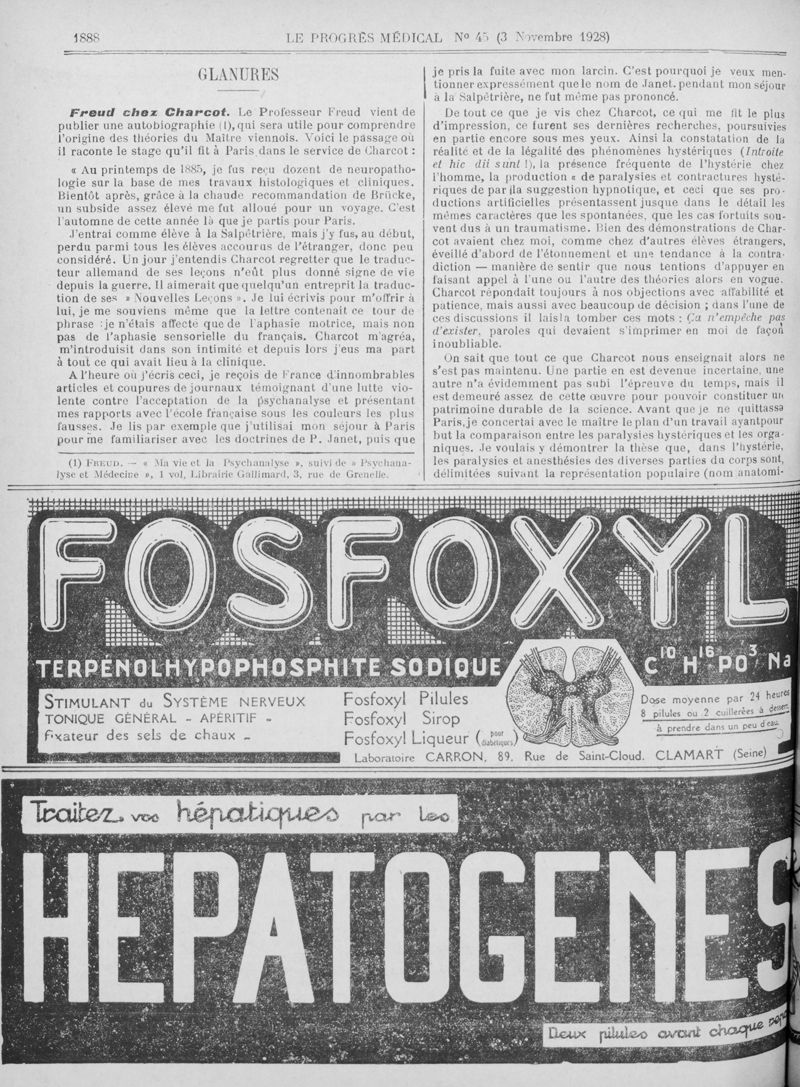 1888
LE PROGRÈS MÉDICAL Nº 45 (3 Novembre 1928)
GLANURES
Freud chez Charcot. Le Professeur Freud vient de
publier une autobiographie (1), qui sera utile pour comprendre
l'origine des théories du Maître viennois. Voici le passage où
il raconte le stage qu'il fit à Paris dans le service de Charcot :
« Au printemps de 1885, je fus reçu dozent de neuropatho-
logie sur la base de mes travaux histologiques et cliniques.
Bientôt après, grâce à la chaude recommandation de Brücke,
un subside assez élevé me fut alloué pour un voyage. C'est
l'automne de cette année là que je partis pour Paris.
J'entrai comme élève à la Salpêtrière, mais j'y fus, au début,
perdu parmi tous les élèves accourus de l'étranger, donc peu
considéré. Un jour j'entendis Charcot regretter que le traduc-
teur allemand de ses leçons n'eût plus donné signe de vie
depuis la guerre. Il aimerait que quelqu'un entreprit la traduc-
tion de ses « Nouvelles Leçons ». Je lui écrivis pour m'offrir à
lui, je me souviens même que la lettre contenait ce tour de
phrase : je n'étais affecté que de l'aphasie motrice, mais non
pas de l'aphasie sensorielle du français. Charcot m'agréa,
m'introduisit dans son intimité et depuis lors j'eus ma part
à tout ce qui avait lieu à la clinique.
A l'heure où j'écris ceci, je reçois de France d'innombrables
articles et coupures de journaux témoignant d'une lutte vio-
lente contre l'acceptation de la psychanalyse et présentant
mes rapports avec l'école française sous les couleurs les plus
fausses. Je lis par exemple que j'utilisai mon séjour à Paris
pour me familiariser avec les doctrines de P. Janet, puis que
(1) FREUD. — « Ma vie et la Psychanalyse », suivi de « Psychana-
lyse et Médecine », 1 vol, Librairie Gallimard, 3, rue de Grenelle.
je pris la fuite avec mon larcin. C'est pourquoi je veux men-
tionner expressément que le nom de Janet, pendant mon séjour
à la Salpêtrière, ne fut même pas prononcé.
De tout ce que je vis chez Charcot, ce qui me fit le plus
d'impression, ce furent ses dernières recherches, poursuivies
en partie encore sous mes yeux. Ainsi la constatation de la
réalité et de la légalité des phénomènes hystériques (Introite
et hic dii sunt !), la présence fréquente de l'hystérie chez
l'homme, la production « de paralysies et contractures hysté-
riques de par la suggestion hypnotique, et ceci que ses pro-
ductions artificielles présentassent jusque dans le détail les
mêmes caractères que les spontanées, que les cas fortuits sou-
vent dus à un traumatisme. Bien des démonstrations de Char-
cot avaient chez moi, comme chez d'autres élèves étrangers,
éveillé d'abord de l'étonnement et une tendance à la contra-
diction — manière de sentir que nous tentions d'appuyer en
faisant appel à l'une ou l'autre des théories alors en vogue.
Charcot répondait toujours à nos objections avec affabilité et
patience, mais aussi avec beaucoup de décision ; dans l'une de
ces discussions il laissa tomber ces mots : Ça n'empêche pas
d'exister, paroles qui devaient s'imprimer en moi de façon
inoubliable.
On sait que tout ce que Charcot nous enseignait alors ne
s'est pas maintenu. Une partie en est devenue incertaine, une
autre n'a évidemment pas subi l'épreuve du temps, mais il
est demeuré assez de cette œuvre pour pouvoir constituer un
patrimoine durable de la science. Avant que je ne quittasse
Paris, je concertai avec le maître le plan d'un travail ayant pour
but la comparaison entre les paralysies hystériques et les orga-
niques. Je voulais y démontrer la thèse que, dans l'hystérie,
les paralysies et anesthésies des diverses parties du corps sont,
délimitées suivant la représentation populaire (nom anatomi-
FOSFOXYL
TERPÉNOLHYPOPHOSPHITE SODIQUE
C10 H16 PO3 Na
STIMULANT du SYSTÈME NERVEUX
TONIQUE GÉNÉRAL - APÉRITIF -
fixateur des sels de chaux -
Fosfoxyl Pilules
Fosfoxyl Sirop
Fosfoxyl Liqueur (pour diabétiques)
Dose moyenne par 24 heures
8 pilules ou 2 cuillerées à dessert
à prendre dans un peu d'eau.
Laboratoire CARRON, 89, Rue de Saint-Cloud, CLAMART (Seine)
Traitez vos hépatiques par les
HEPATOGENES
Deux pilules avant chaque